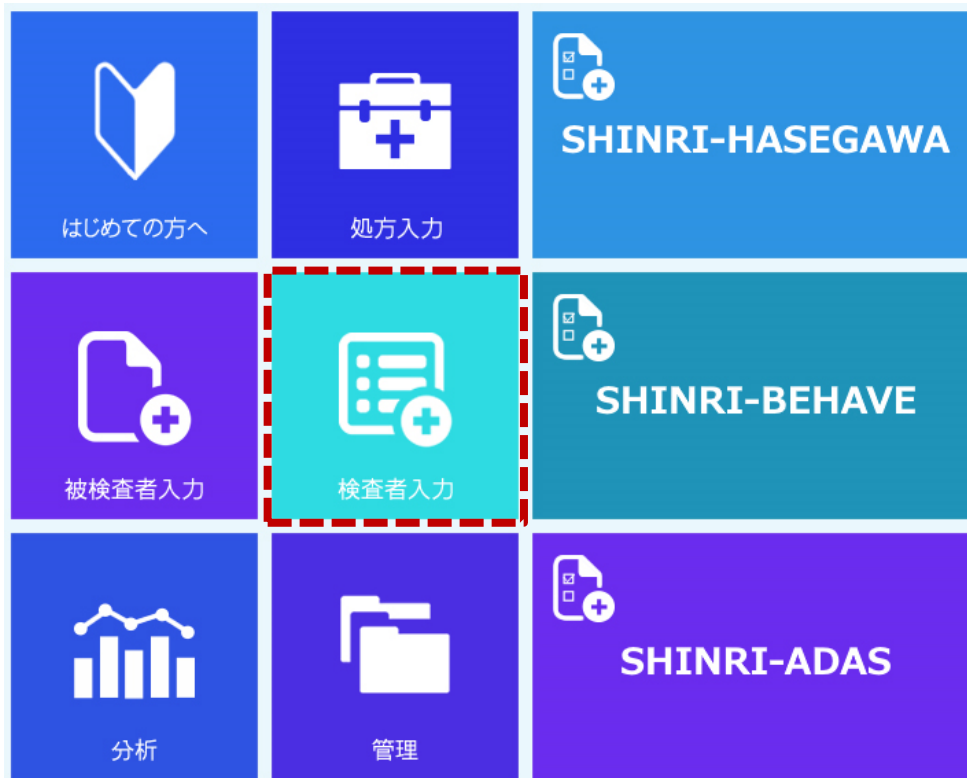 はじめての方へ
処方入力
SHINRI-HASEGAWA
被検査者入力
検査者入力
SHINRI-BEHAVE
分析
管理
SHINRI-ADAS